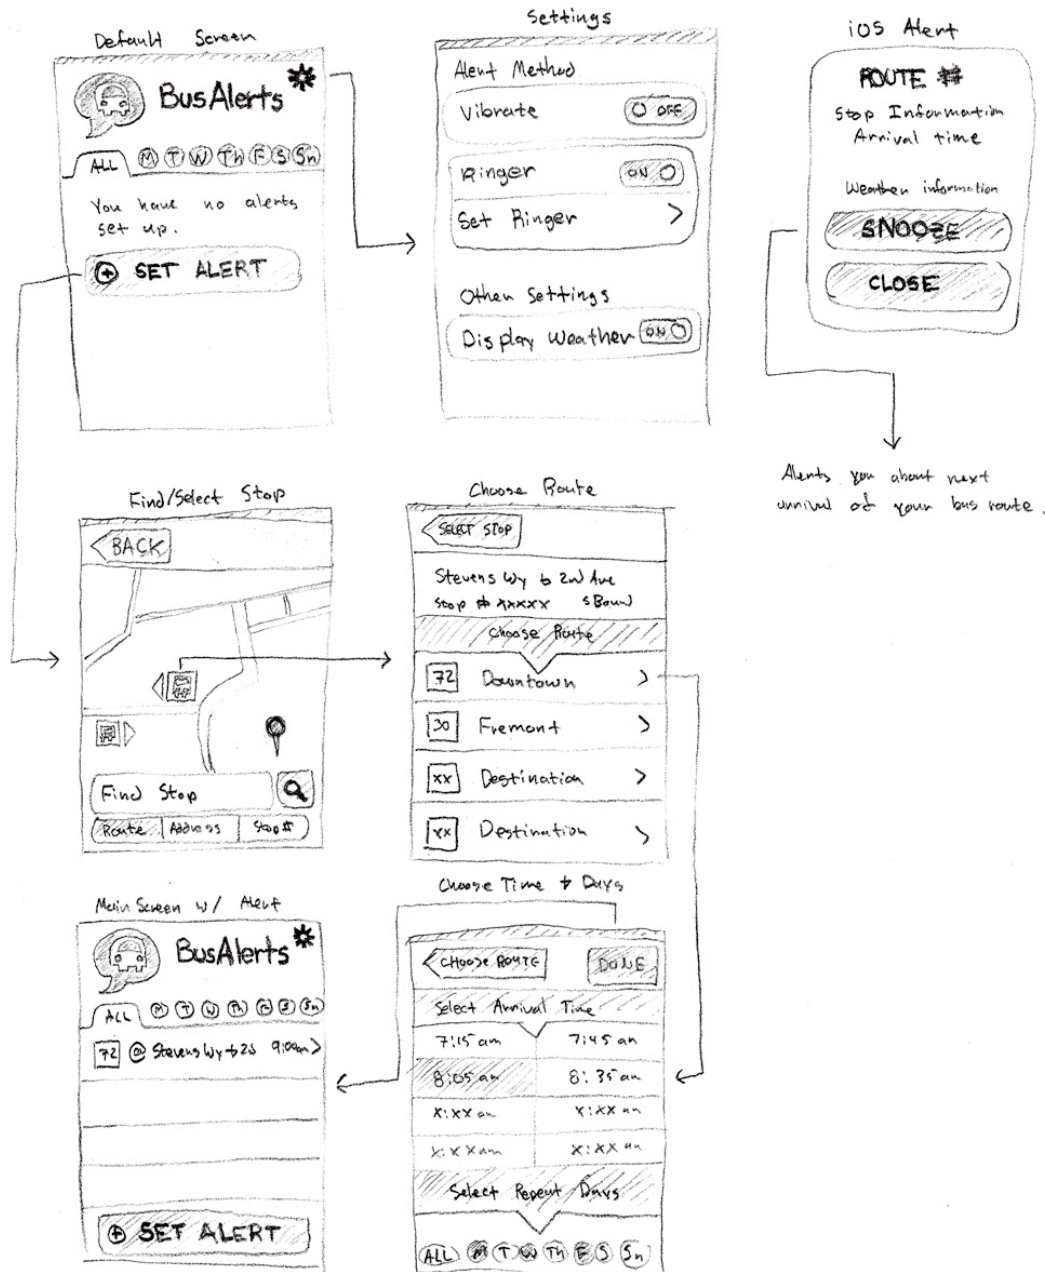 Default Screen
BusAlerts
ALL M T W Th F S Sn
You have no alerts
set up.
SET ALERT
Settings
Alert Method
Vibrate OFF
Ringer ON
Set Ringer
Other Settings
Display Weather ON
iOS Alert
ROUTE #
Stop Information
Arrival time
Weather information
SNOOZE
CLOSE
Alerts you about next
arrival of your bus route.
Find/Select Stop
BACK
Find Stop
Route Address Stop#
Choose Route
SELECT STOP
Stevens Wy & 2nd Ave
Stop # xxxxx SBound
Choose Route
72 Downtown
30 Fremont
xx Destination
xx Destination
Main Screen w/ Alert
BusAlerts
ALL M T W Th F S Sn
72 @ Stevens Wy & 2d 9:00am
SET ALERT
Choose Time & Days
CHOOSE ROUTE DONE
Select Arrival Time
7:15 am 7:45 am
8:05 am 8:35 am
x:xx am x:xx am
x:xx am x:xx am
Select Repeat Days
ALL M T W Th F S Sn